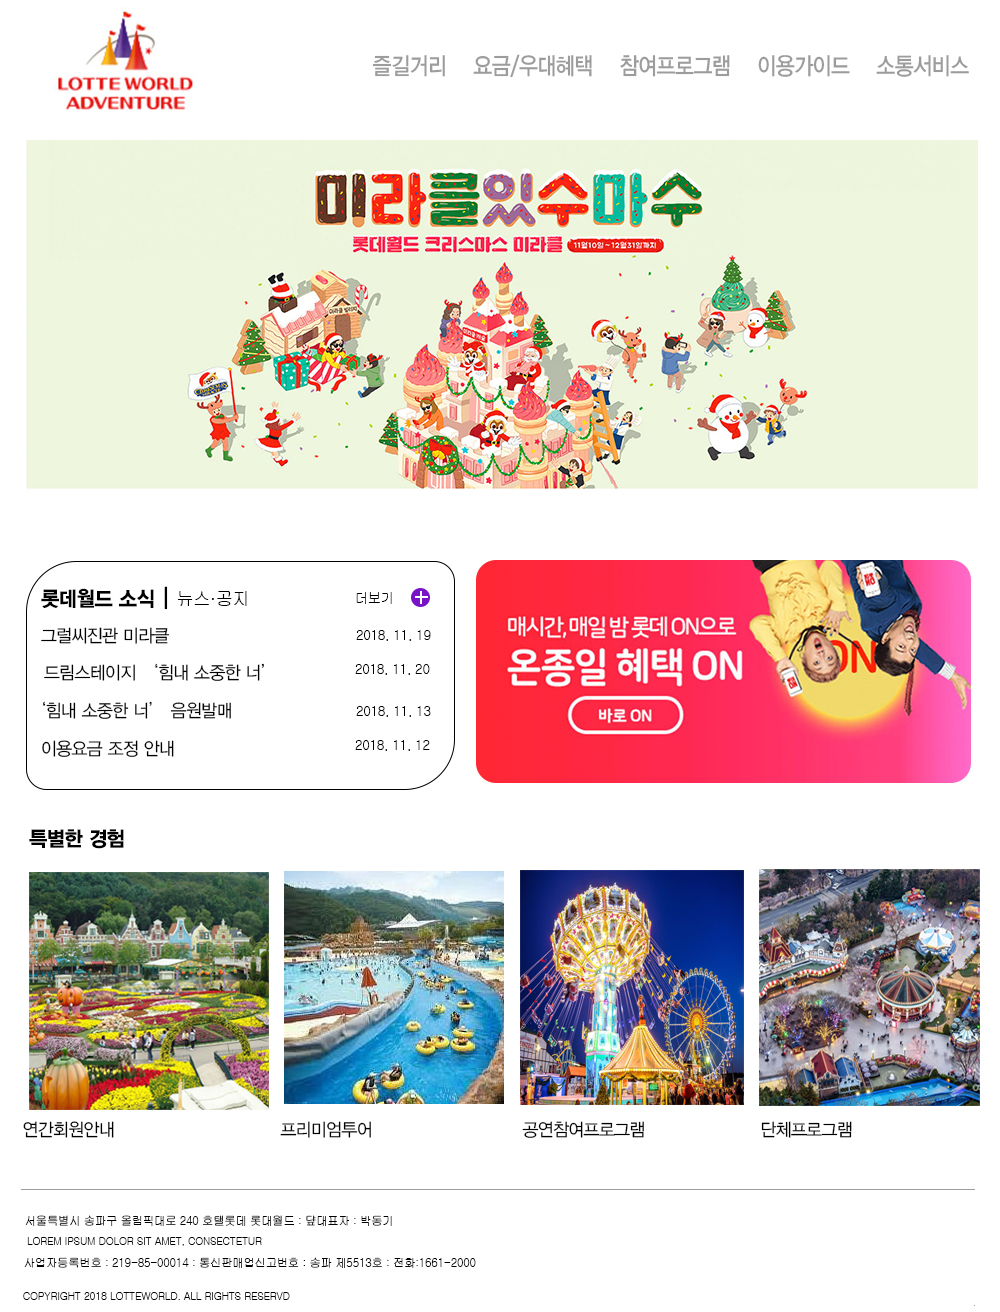 LOTTE WORLD
ADVENTURE
즐길거리 요금/우대혜택 참여프로그램 이용가이드 소통서비스
미라클있수마수
롯데월드 크리스마스 미라클 11월10일~12월31일까지
롯데월드 소식 | 뉴스·공지 더보기
그럴씨진관 미라클 2018. 11. 19
드림스테이지 ‘힘내 소중한 너’ 2018. 11. 20
‘힘내 소중한 너’ 음원발매 2018. 11. 13
이용요금 조정 안내 2018. 11. 12
매시간, 매일 밤 롯데 ON으로
온종일 혜택 ON
바로 ON
ON
특별한 경험
연간회원안내 프리미엄투어 공연참여프로그램 단체프로그램
서울특별시 송파구 올림픽대로 240 호텔롯데 롯대월드 : 닾대표자 : 박동기
LOREM IPSUM DOLOR SIT AMET, CONSECTETUR
사업자등록번호 : 219-85-00014 : 통신판매업신고번호 : 송파 제5513호 : 전화:1661-2000
COPYRIGHT 2018 LOTTEWORLD. ALL RIGHTS RESERVD